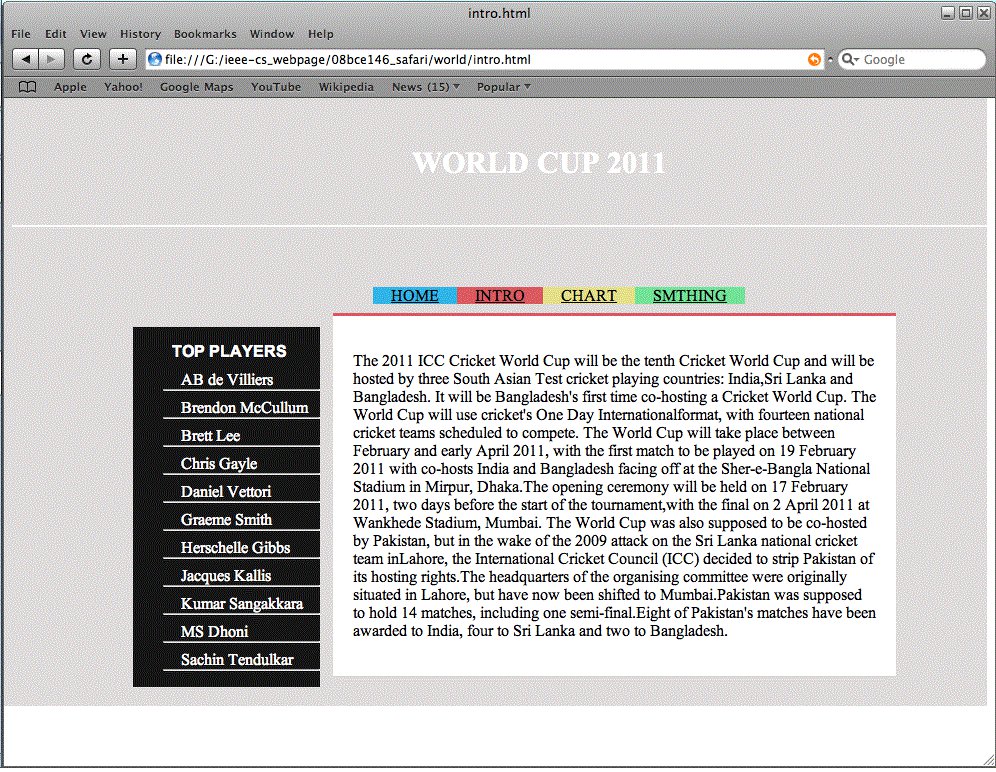 intro.html
File Edit View History Bookmarks Window Help
file:///G:/ieee-cs_webpage/08bce146_safari/world/intro.html
Google
Apple Yahoo! Google Maps YouTube Wikipedia News (15) Popular
WORLD CUP 2011
HOME INTRO CHART SMTHING
TOP PLAYERS
AB de Villiers
Brendon McCullum
Brett Lee
Chris Gayle
Daniel Vettori
Graeme Smith
Herschelle Gibbs
Jacques Kallis
Kumar Sangakkara
MS Dhoni
Sachin Tendulkar
The 2011 ICC Cricket World Cup will be the tenth Cricket World Cup and will be
hosted by three South Asian Test cricket playing countries: India,Sri Lanka and
Bangladesh. It will be Bangladesh's first time co-hosting a Cricket World Cup. The
World Cup will use cricket's One Day Internationalformat, with fourteen national
cricket teams scheduled to compete. The World Cup will take place between
February and early April 2011, with the first match to be played on 19 February
2011 with co-hosts India and Bangladesh facing off at the Sher-e-Bangla National
Stadium in Mirpur, Dhaka.The opening ceremony will be held on 17 February
2011, two days before the start of the tournament,with the final on 2 April 2011 at
Wankhede Stadium, Mumbai. The World Cup was also supposed to be co-hosted
by Pakistan, but in the wake of the 2009 attack on the Sri Lanka national cricket
team inLahore, the International Cricket Council (ICC) decided to strip Pakistan of
its hosting rights.The headquarters of the organising committee were originally
situated in Lahore, but have now been shifted to Mumbai.Pakistan was supposed
to hold 14 matches, including one semi-final.Eight of Pakistan's matches have been
awarded to India, four to Sri Lanka and two to Bangladesh.